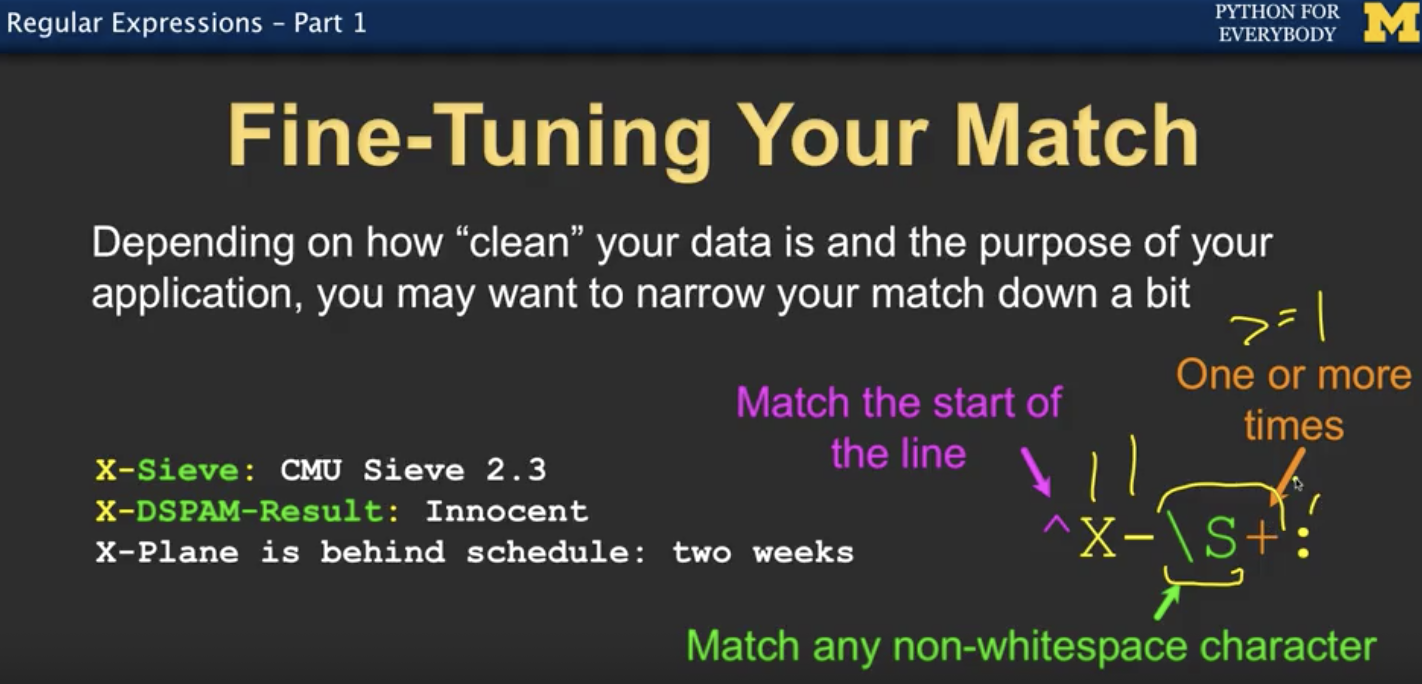 Regular Expressions – Part 1
PYTHON FOR
EVERYBODY
M
Fine-Tuning Your Match
Depending on how “clean” your data is and the purpose of your
application, you may want to narrow your match down a bit
>=1
One or more
times
Match the start of
the line
X-Sieve: CMU Sieve 2.3
X-DSPAM-Result: Innocent
X-Plane is behind schedule: two weeks
^X-\S+:
Match any non-whitespace character